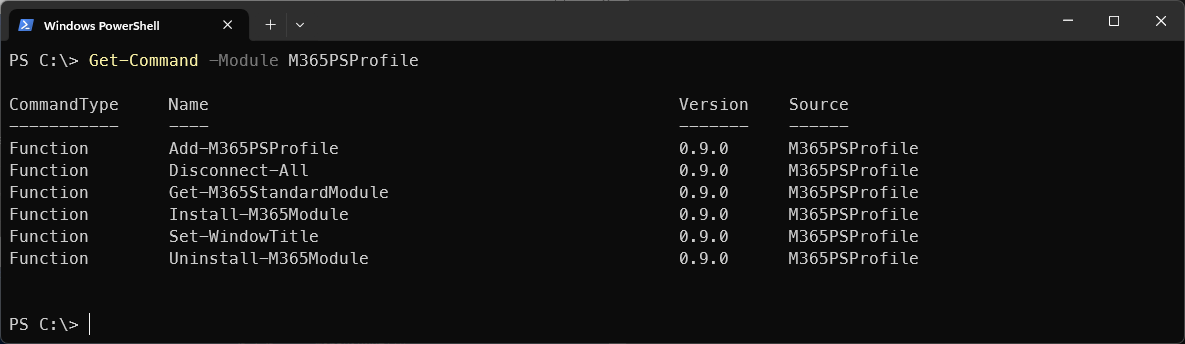 Windows PowerShell
PS C:\> Get-Command -Module M365PSProfile
CommandType     Name                                               Version    Source
-----------     ----                                               -------    ------
Function        Add-M365PSProfile                                  0.9.0      M365PSProfile
Function        Disconnect-All                                     0.9.0      M365PSProfile
Function        Get-M365StandardModule                             0.9.0      M365PSProfile
Function        Install-M365Module                                 0.9.0      M365PSProfile
Function        Set-WindowTitle                                    0.9.0      M365PSProfile
Function        Uninstall-M365Module                               0.9.0      M365PSProfile
PS C:\>